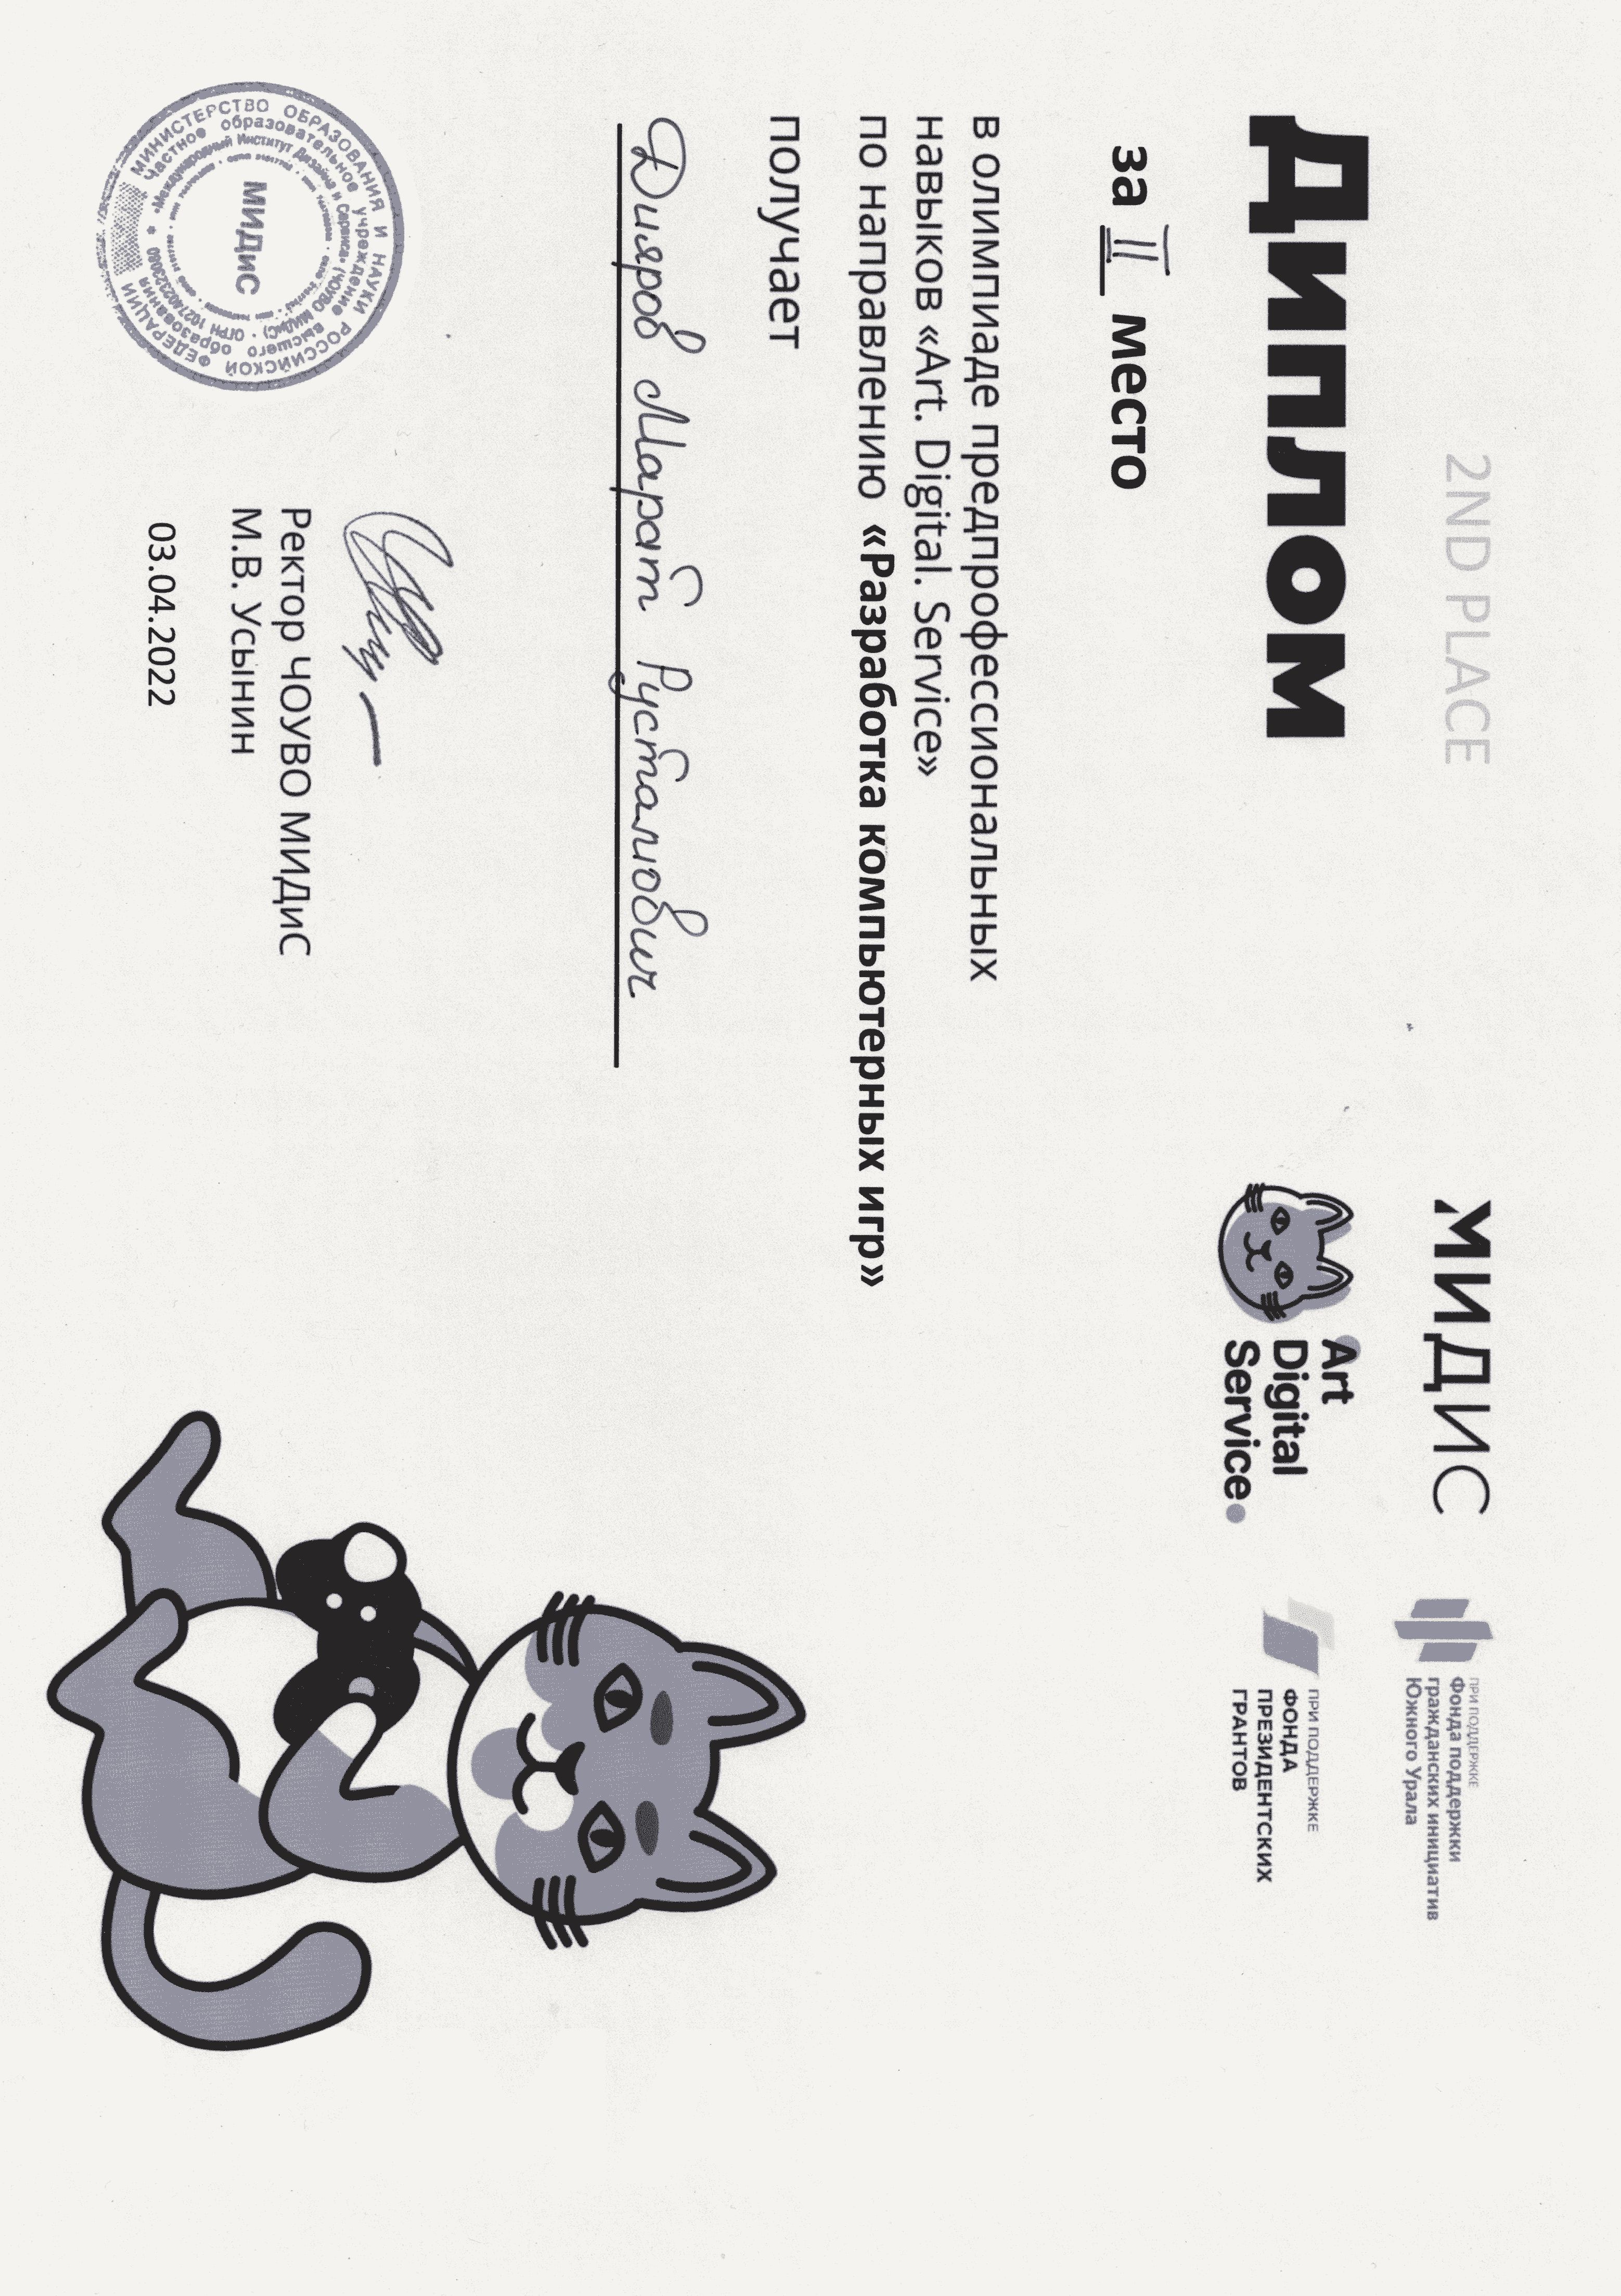 2ND PLACE
Диплом
за II место
в олимпиаде предпрофессиональных
навыков «Art. Digital. Service»
по направлению «Разработка компьютерных игр»
получает
Дияров Марат Русталювич
Ректор ЧОУВО МИДиС
М.В. Усынин
03.04.2022
МИДИС
ПРИ ПОДДЕРЖКЕ
Фонда поддержки
гражданских инициатив
Южного Урала
Art
Digital
Service
ПРИ ПОДДЕРЖКЕ
ФОНДА
ПРЕЗИДЕНТСКИХ
ГРАНТОВ
МИНИСТЕРСТВО ОБРАЗОВАНИЯ И НАУКИ РОССИЙСКОЙ ФЕДЕРАЦИИ
Частное образовательное учреждение высшего образования
«Международный Институт Дизайна и Сервиса» (ЧОУВО МИДиС) · ОГРН
МИДиС